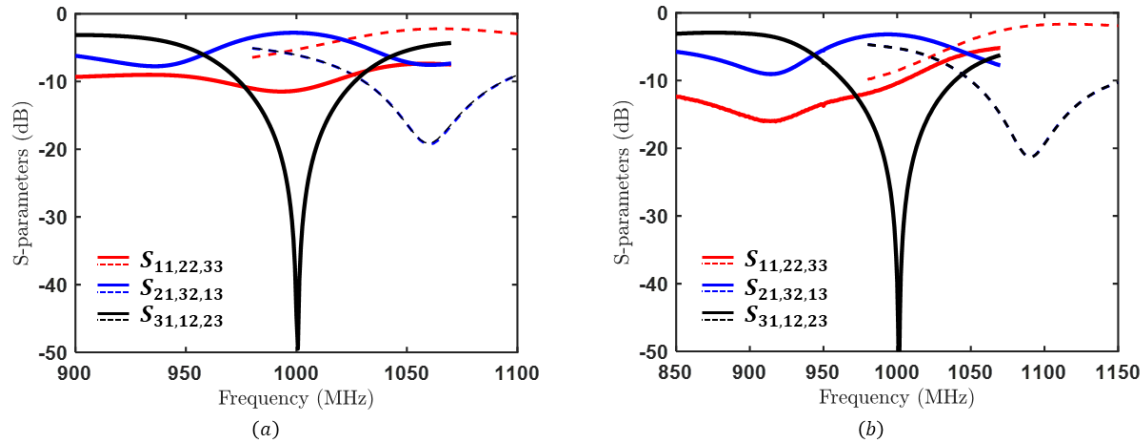 0
-10
-20
-30
-40
-50
S-parameters (dB)
S11,22,33
S21,32,13
S31,12,23
900 950 1000 1050 1100
Frequency (MHz)
(a)
0
-10
-20
-30
-40
-50
S-parameters (dB)
S11,22,33
S21,32,13
S31,12,23
850 900 950 1000 1050 1100 1150
Frequency (MHz)
(b)